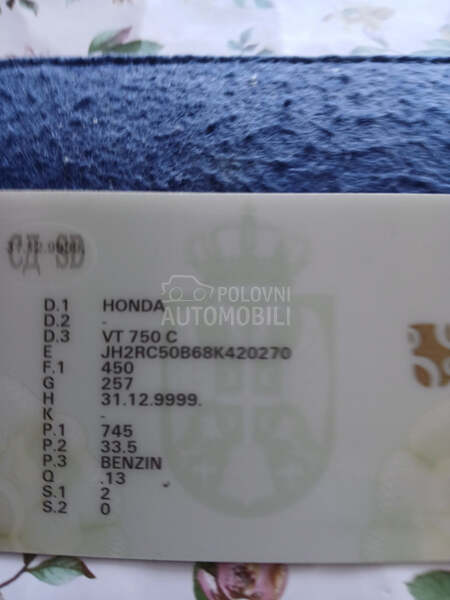 СД SD
POLOVNI
AUTOMOBILI
D.1 HONDA
D.2 -
D.3 VT 750 C
E JH2RC50B68K420270
F.1 450
G 257
H 31.12.9999.
K -
P.1 745
P.2 33.5
P.3 BENZIN
Q .13
S.1 2
S.2 0